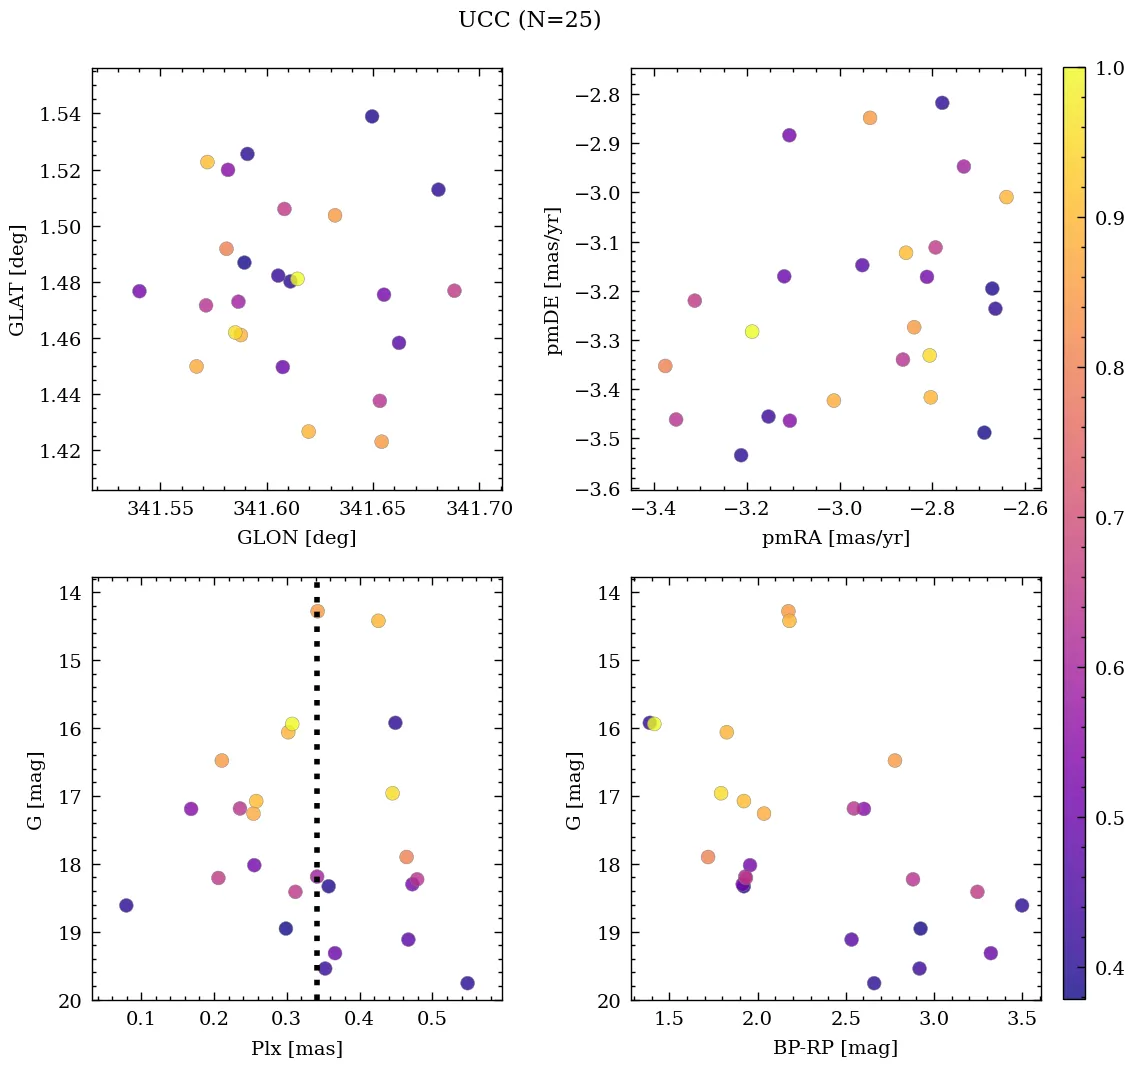 UCC (N=25)
1.54
1.52
1.50
1.48
1.46
1.44
1.42
GLAT [deg]
341.55 341.60 341.65 341.70
GLON [deg]
−2.8
−2.9
−3.0
−3.1
−3.2
−3.3
−3.4
−3.5
−3.6
pmDE [mas/yr]
−3.4 −3.2 −3.0 −2.8 −2.6
pmRA [mas/yr]
14
15
16
17
18
19
20
G [mag]
0.1 0.2 0.3 0.4 0.5
Plx [mas]
14
15
16
17
18
19
20
G [mag]
1.5 2.0 2.5 3.0 3.5
BP-RP [mag]
1.0
0.9
0.8
0.7
0.6
0.5
0.4